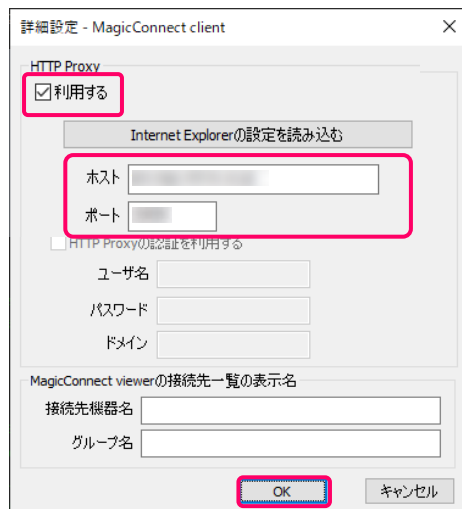 詳細設定 - MagicConnect client
HTTP Proxy
利用する
Internet Explorerの設定を読み込む
ホスト
ポート
HTTP Proxyの認証を利用する
ユーザ名
パスワード
ドメイン
MagicConnect viewerの接続先一覧の表示名
接続先機器名
グループ名
OK キャンセル